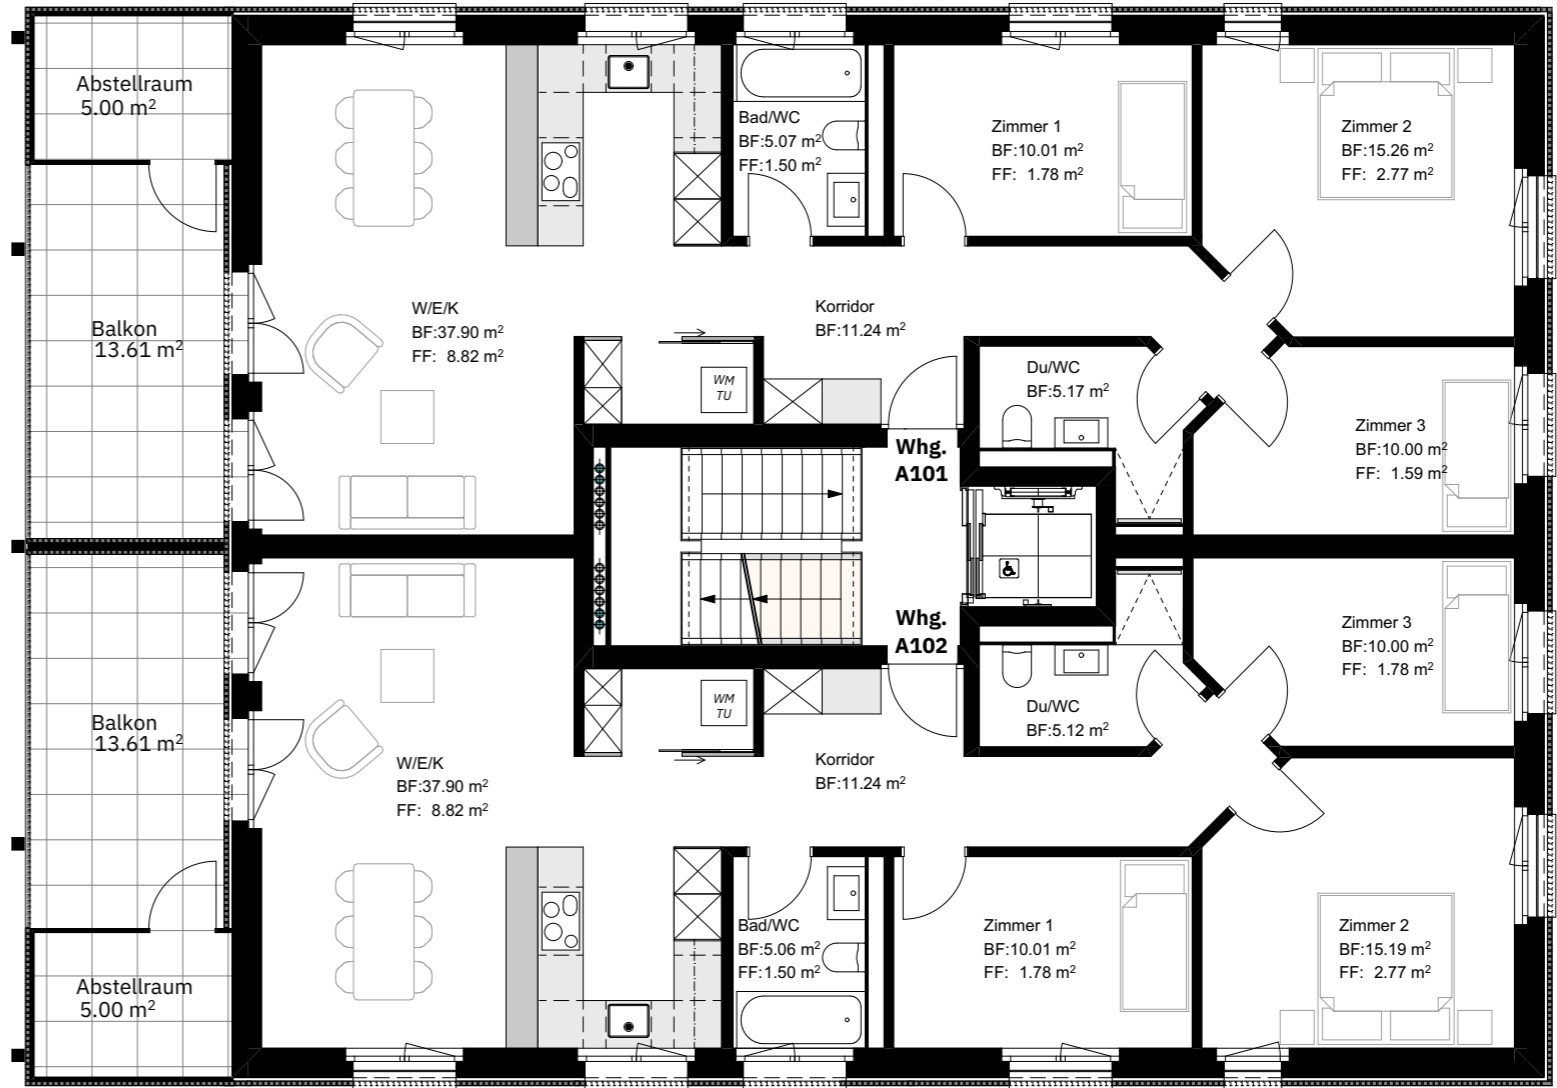 Abstellraum
5.00 m²
Bad/WC
BF:5.07 m²
FF:1.50 m²
Zimmer 1
BF:10.01 m²
FF: 1.78 m²
Zimmer 2
BF:15.26 m²
FF: 2.77 m²
Balkon
13.61 m²
W/E/K
BF:37.90 m²
FF: 8.82 m²
Korridor
BF:11.24 m²
WM
TU
Du/WC
BF:5.17 m²
Zimmer 3
BF:10.00 m²
FF: 1.59 m²
Whg.
A101
Whg.
A102
Zimmer 3
BF:10.00 m²
FF: 1.78 m²
WM
TU
Du/WC
BF:5.12 m²
Balkon
13.61 m²
W/E/K
BF:37.90 m²
FF: 8.82 m²
Korridor
BF:11.24 m²
Abstellraum
5.00 m²
Bad/WC
BF:5.06 m²
FF:1.50 m²
Zimmer 1
BF:10.01 m²
FF: 1.78 m²
Zimmer 2
BF:15.19 m²
FF: 2.77 m²